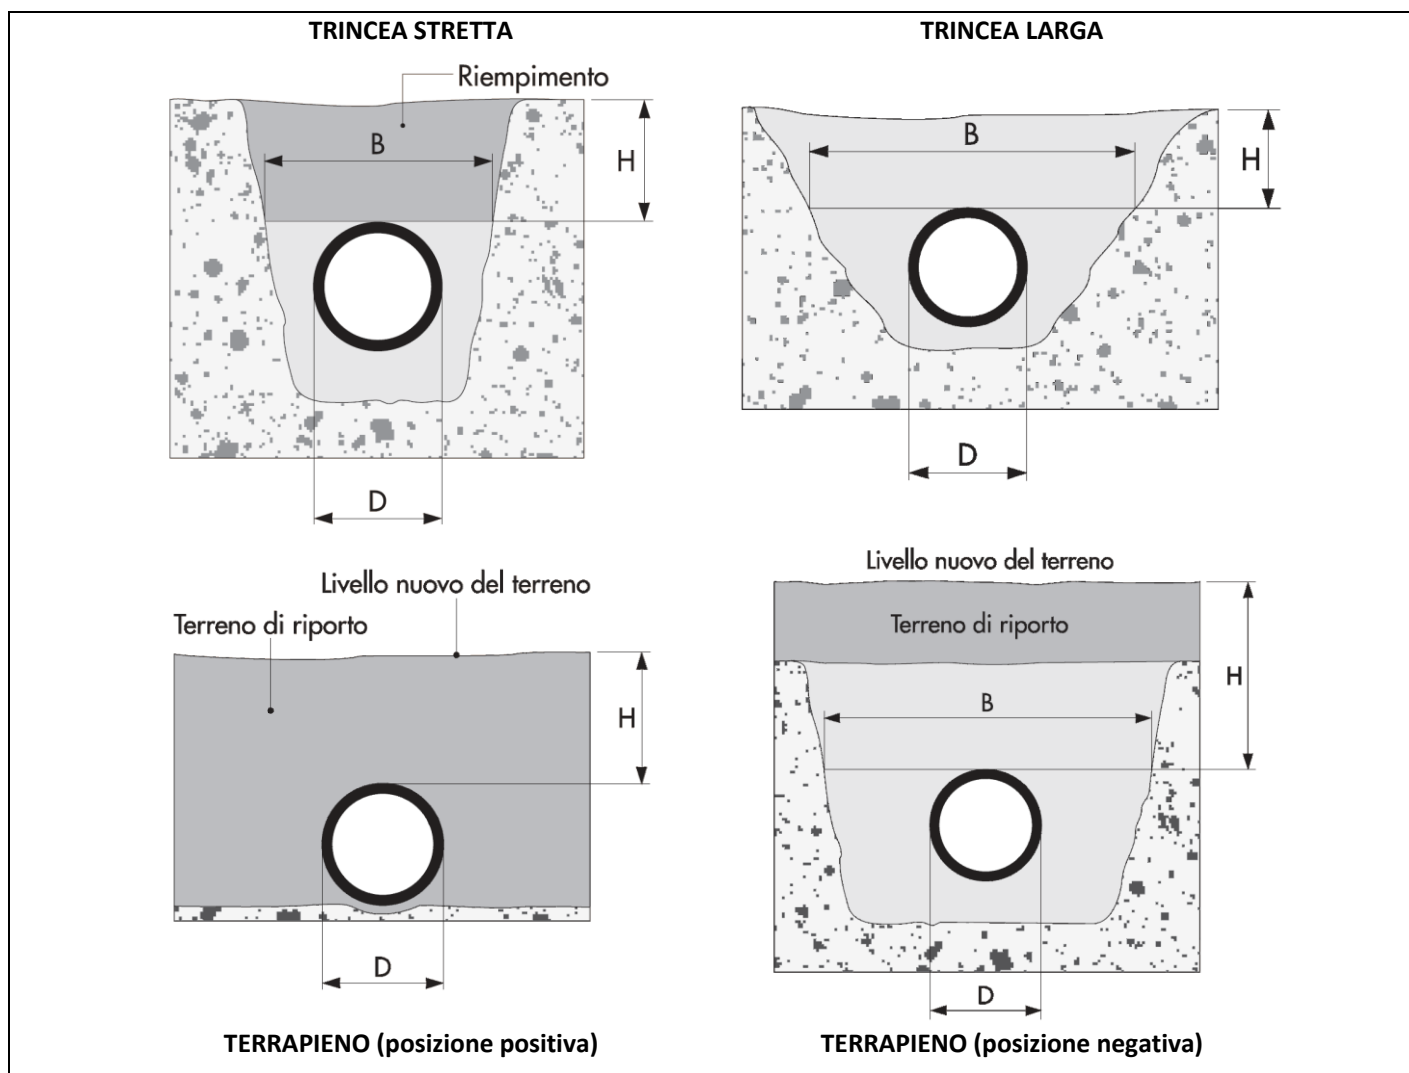 TRINCEA STRETTA
TRINCEA LARGA
Riempimento
B
H
D
B
H
D
Livello nuovo del terreno
Terreno di riporto
H
D
Livello nuovo del terreno
Terreno di riporto
B
H
D
TERRAPIENO (posizione positiva)
TERRAPIENO (posizione negativa)